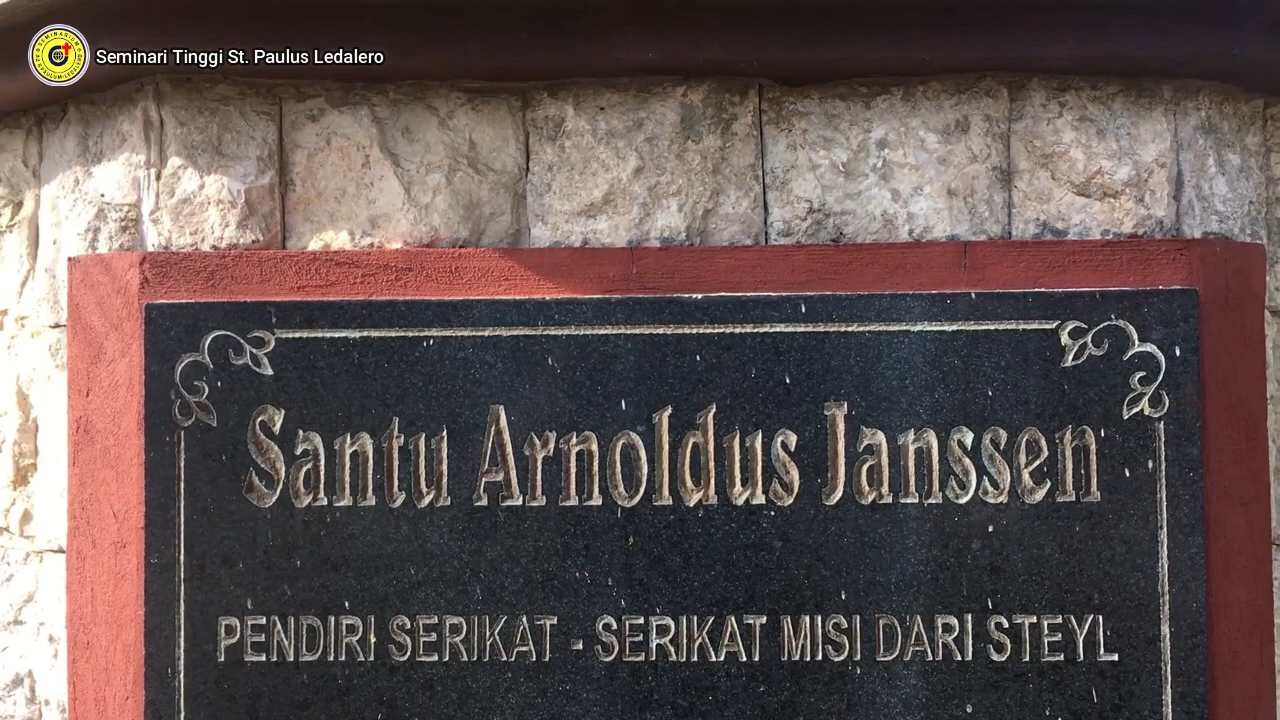 Seminari Tinggi St. Paulus Ledalero
Santu Arnoldus Janssen
PENDIRI SERIKAT - SERIKAT MISI DARI STEYL